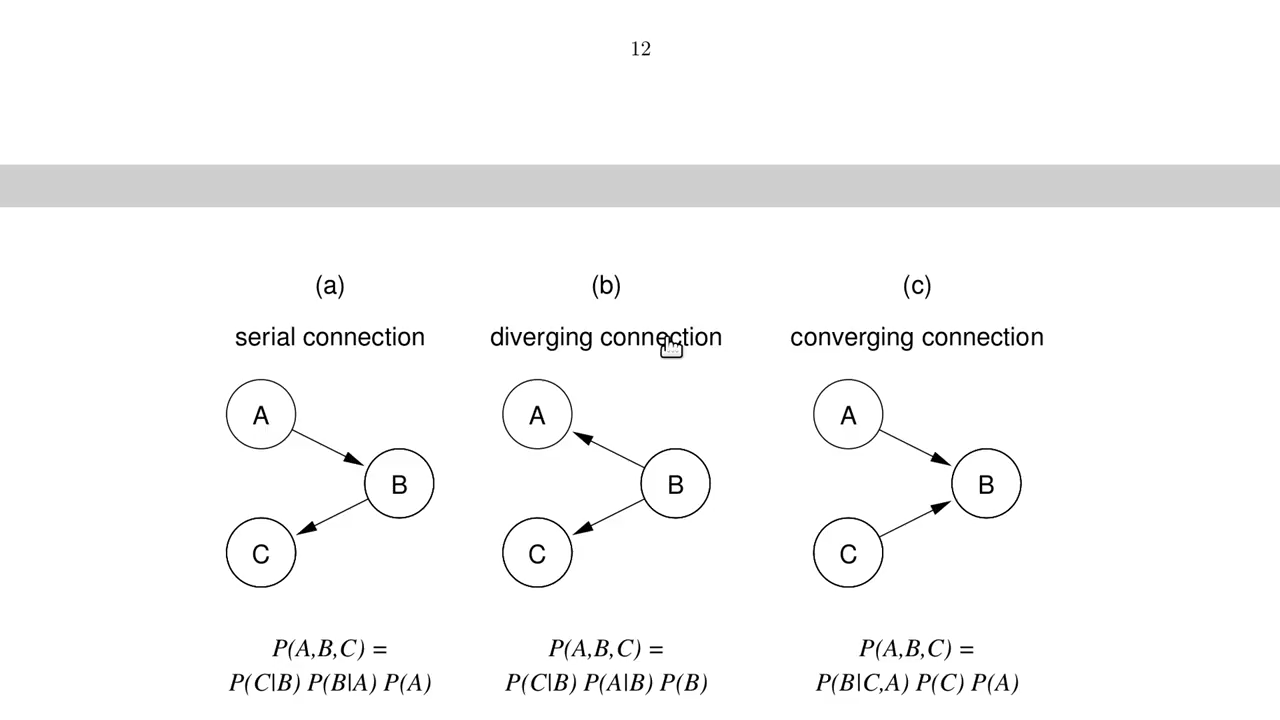 12
(a)
serial connection
A
B
C
P(A,B,C) =
P(C|B) P(B|A) P(A)
(b)
diverging connection
A
B
C
P(A,B,C) =
P(C|B) P(A|B) P(B)
(c)
converging connection
A
B
C
P(A,B,C) =
P(B|C,A) P(C) P(A)